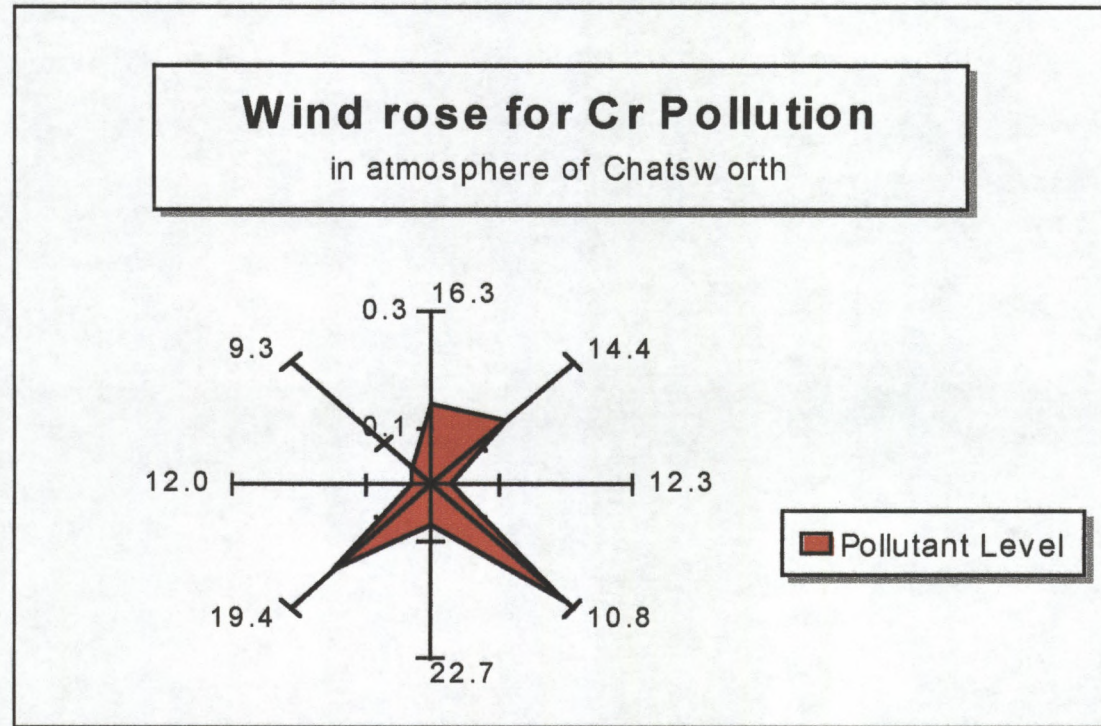 Wind rose for Cr Pollution
in atmosphere of Chatsw orth
0.3 16.3
9.3 14.4
0.1
12.0 12.3
Pollutant Level
19.4 10.8
22.7